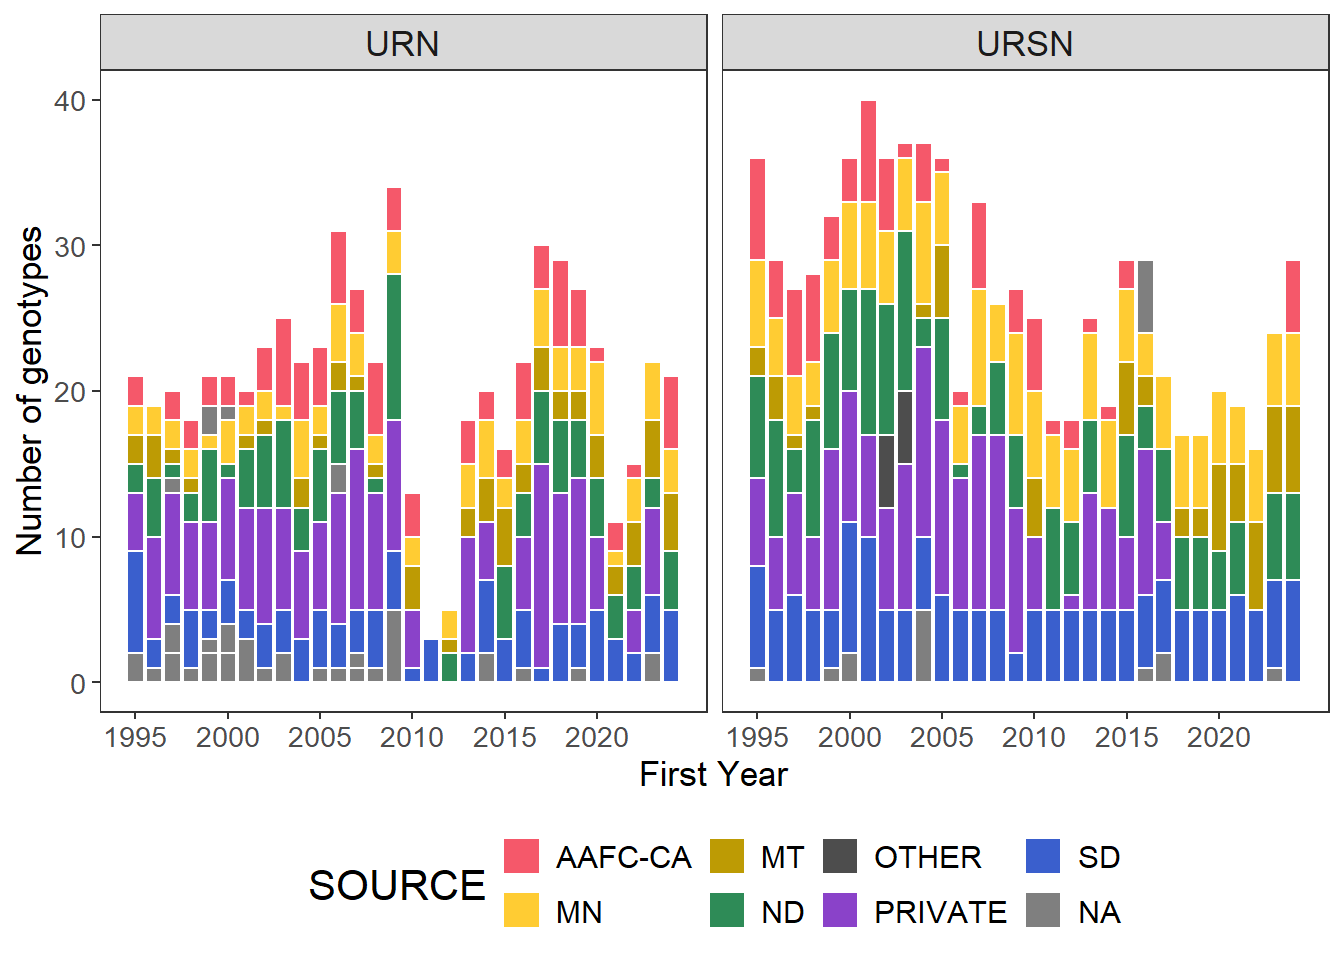 URN URSN
40
30
20
10
0
Number of genotypes
1995 2000 2005 2010 2015 2020 1995 2000 2005 2010 2015 2020
First Year
SOURCE
AAFC-CA MT OTHER SD
MN ND PRIVATE NA